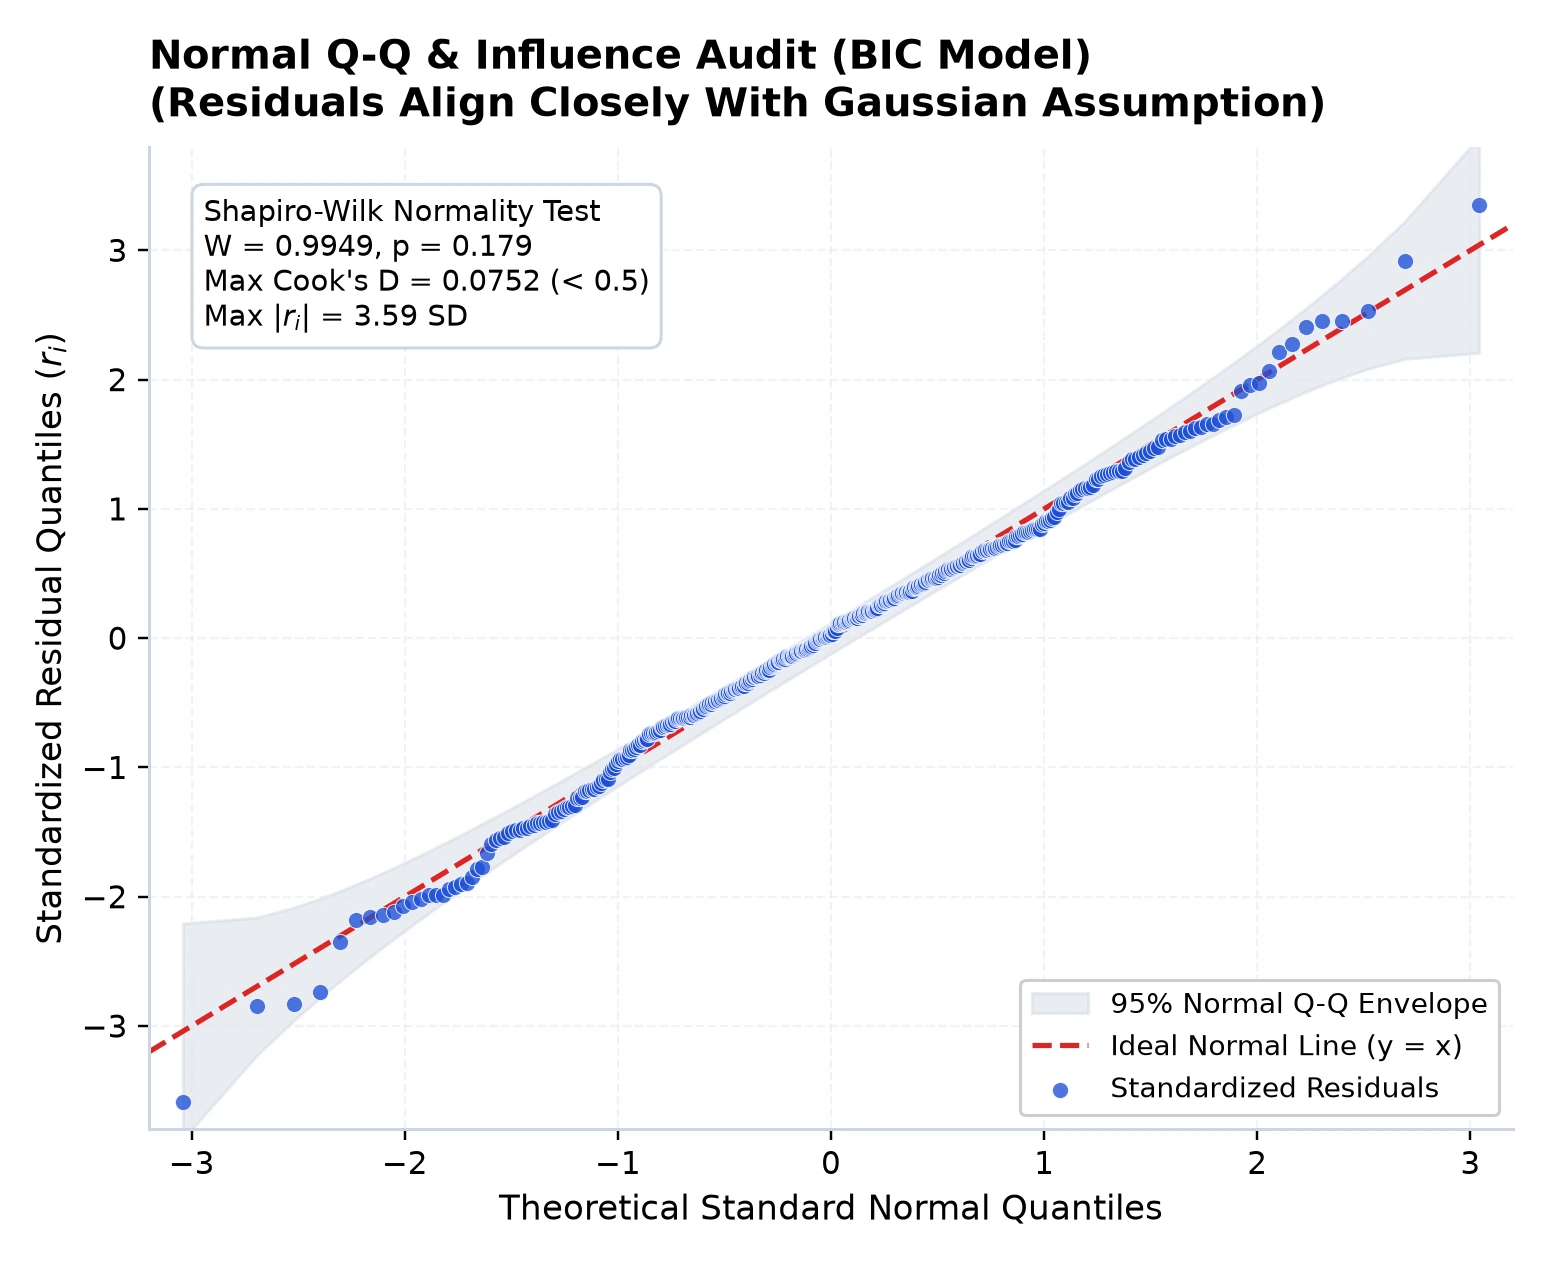 Normal Q-Q & Influence Audit (BIC Model)
(Residuals Align Closely With Gaussian Assumption)
Shapiro-Wilk Normality Test
W = 0.9949, p = 0.179
Max Cook's D = 0.0752 (< 0.5)
Max |rᵢ| = 3.59 SD
Standardized Residual Quantiles (rᵢ)
3
2
1
0
−1
−2
−3
95% Normal Q-Q Envelope
Ideal Normal Line (y = x)
Standardized Residuals
−3
−2
−1
0
1
2
3
Theoretical Standard Normal Quantiles